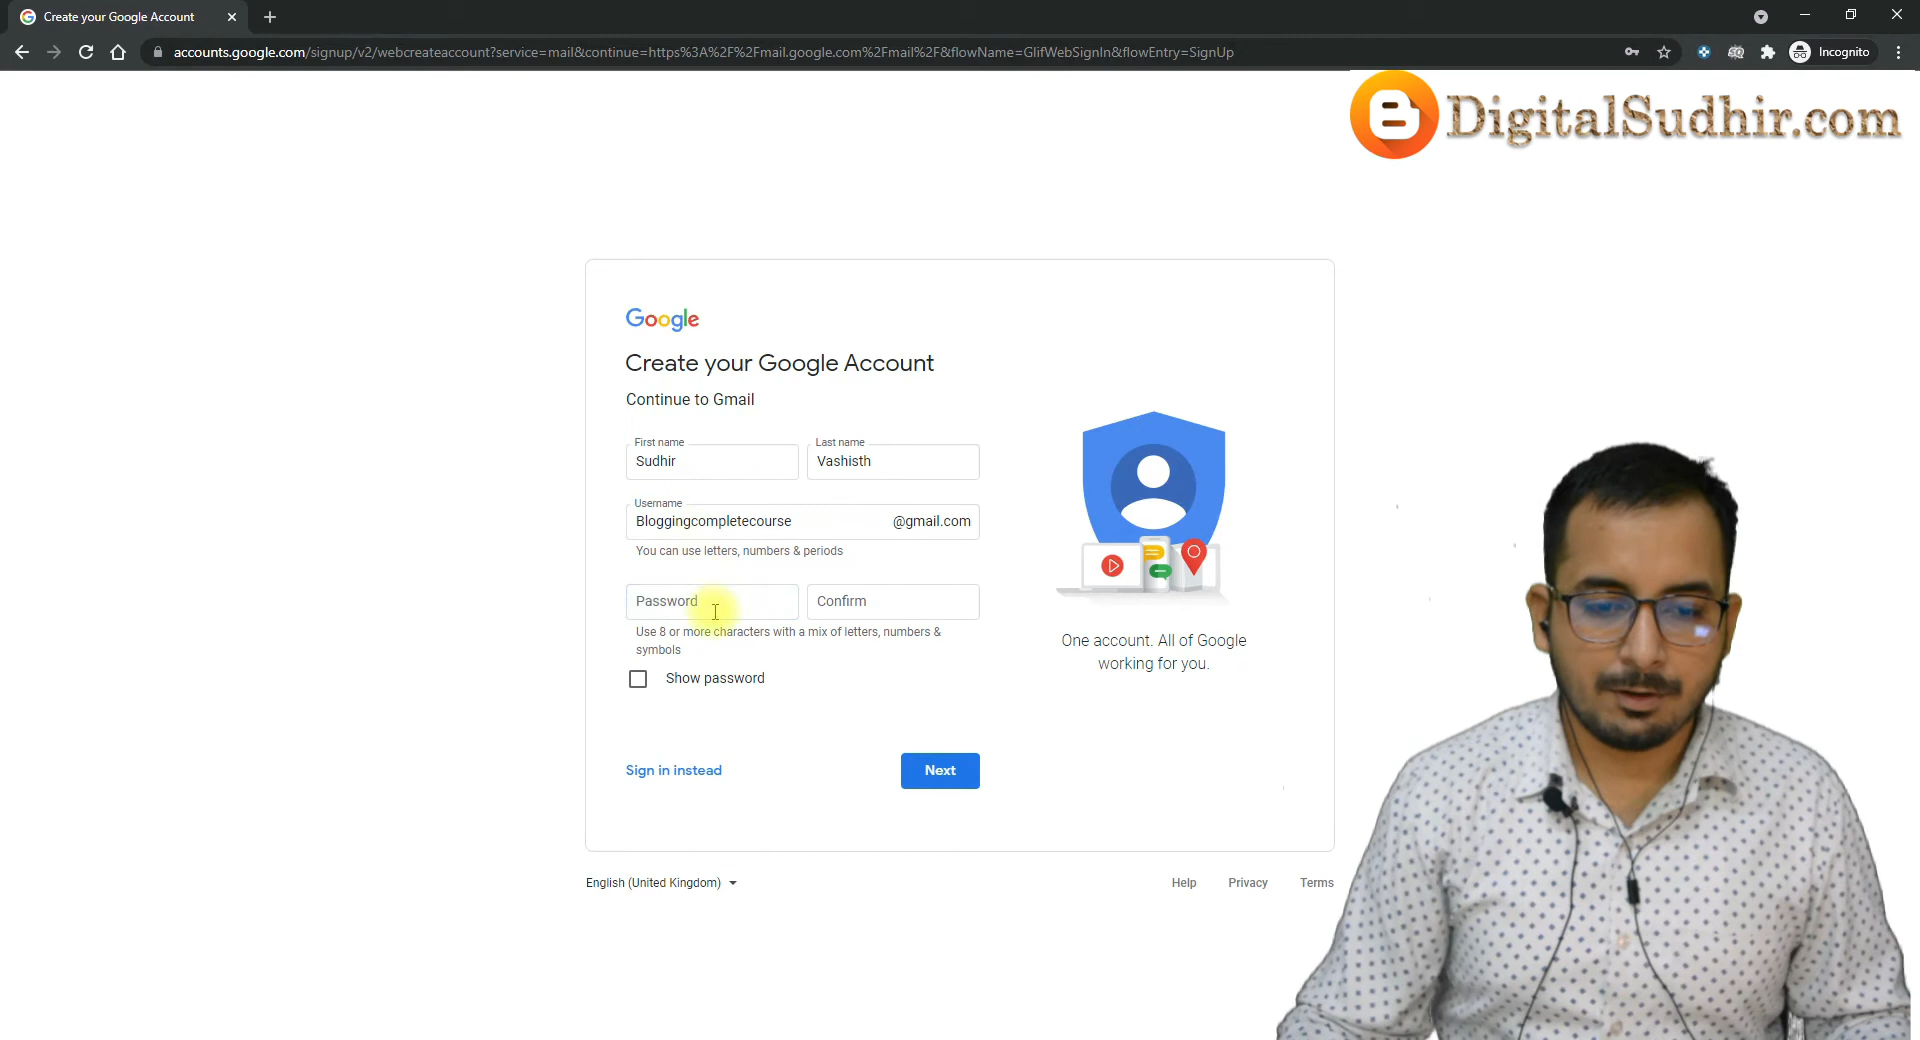 Create your Google Account
accounts.google.com/signup/v2/webcreateaccount?service=mail&continue=https%3A%2F%2Fmail.google.com%2Fmail%2F&flowName=GlifWebSignIn&flowEntry=SignUp
Incognito
DigitalSudhir.com
Google
Create your Google Account
Continue to Gmail
First name
Last name
Sudhir
Vashisth
Username
Bloggingcompletecourse
@gmail.com
You can use letters, numbers & periods
Password
Confirm
Use 8 or more characters with a mix of letters, numbers &
symbols
Show password
One account. All of Google
working for you.
Sign in instead
Next
English (United Kingdom)
Help
Privacy
Terms